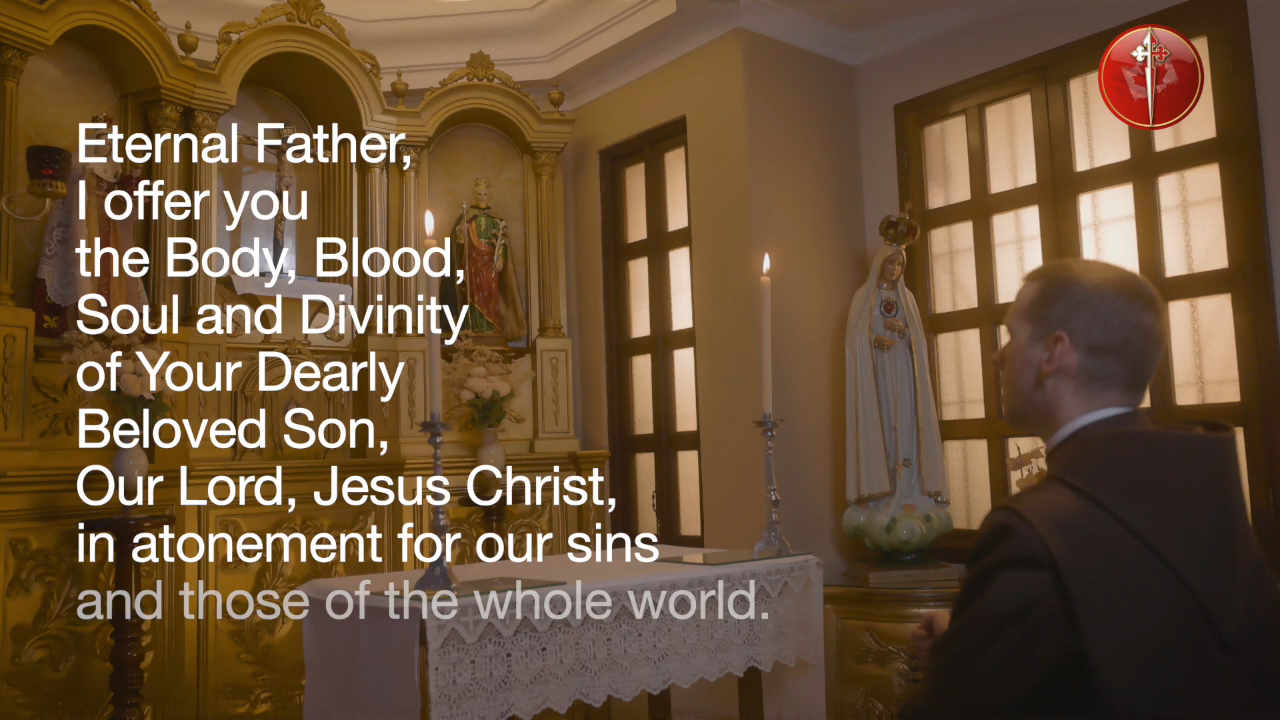 Eternal Father,
I offer you
the Body, Blood,
Soul and Divinity
of Your Dearly
Beloved Son,
Our Lord, Jesus Christ,
in atonement for our sins
and those of the whole world.